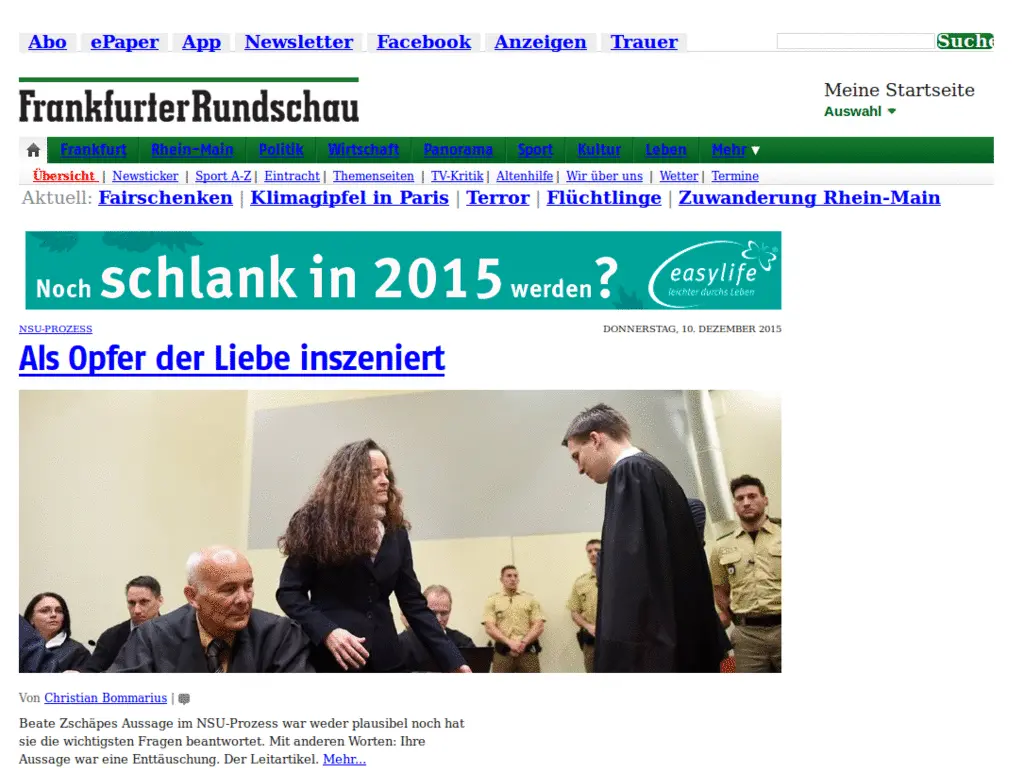 Abo ePaper App Newsletter Facebook Anzeigen Trauer Suche
FrankfurterRundschau
Meine Startseite
Auswahl
Frankfurt Rhein-Main Politik Wirtschaft Panorama Sport Kultur Leben Mehr ▼
Übersicht | Newsticker | Sport A-Z | Eintracht | Themenseiten | TV-Kritik | Altenhilfe | Wir über uns | Wetter | Termine
Aktuell: Fairschenken | Klimagipfel in Paris | Terror | Flüchtlinge | Zuwanderung Rhein-Main
Noch schlank in 2015 werden?
easylife
leichter durchs Leben
NSU-PROZESS
DONNERSTAG, 10. DEZEMBER 2015
Als Opfer der Liebe inszeniert
Von Christian Bommarius |
Beate Zschäpes Aussage im NSU-Prozess war weder plausibel noch hat
sie die wichtigsten Fragen beantwortet. Mit anderen Worten: Ihre
Aussage war eine Enttäuschung. Der Leitartikel. Mehr...